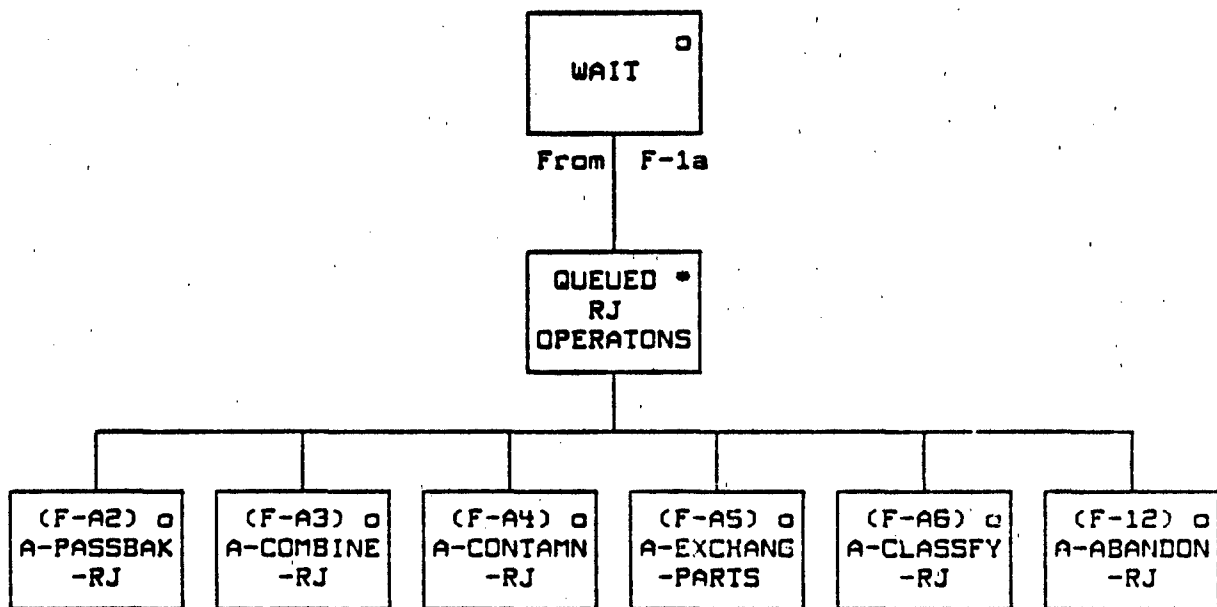 WAIT
From F-1a
QUEUED *
RJ
OPERATONS
(F-A2) o (F-A3) o (F-A4) o (F-A5) o (F-A6) o (F-12) o
A-PASSBAK A-COMBINE A-CONTAMN A-EXCHANG A-CLASSFY A-ABANDON
-RJ -RJ -RJ -PARTS -RJ -RJ